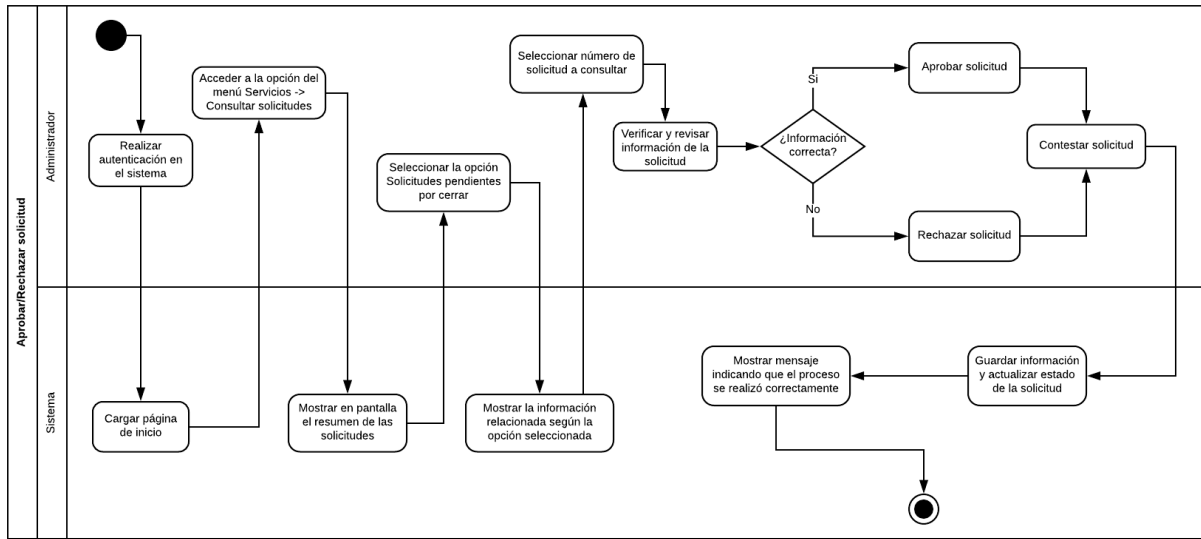 Aprobar/Rechazar solicitud
Administrador
Realizar
autenticación en
el sistema
Acceder a la opción del
menú Servicios ->
Consultar solicitudes
Seleccionar la opción
Solicitudes pendientes
por cerrar
Seleccionar número de
solicitud a consultar
Verificar y revisar
información de la
solicitud
¿Información
correcta?
Si
No
Aprobar solicitud
Rechazar solicitud
Contestar solicitud
Sistema
Cargar página
de inicio
Mostrar en pantalla
el resumen de las
solicitudes
Mostrar la información
relacionada según la
opción seleccionada
Mostrar mensaje
indicando que el proceso
se realizó correctamente
Guardar información
y actualizar estado
de la solicitud